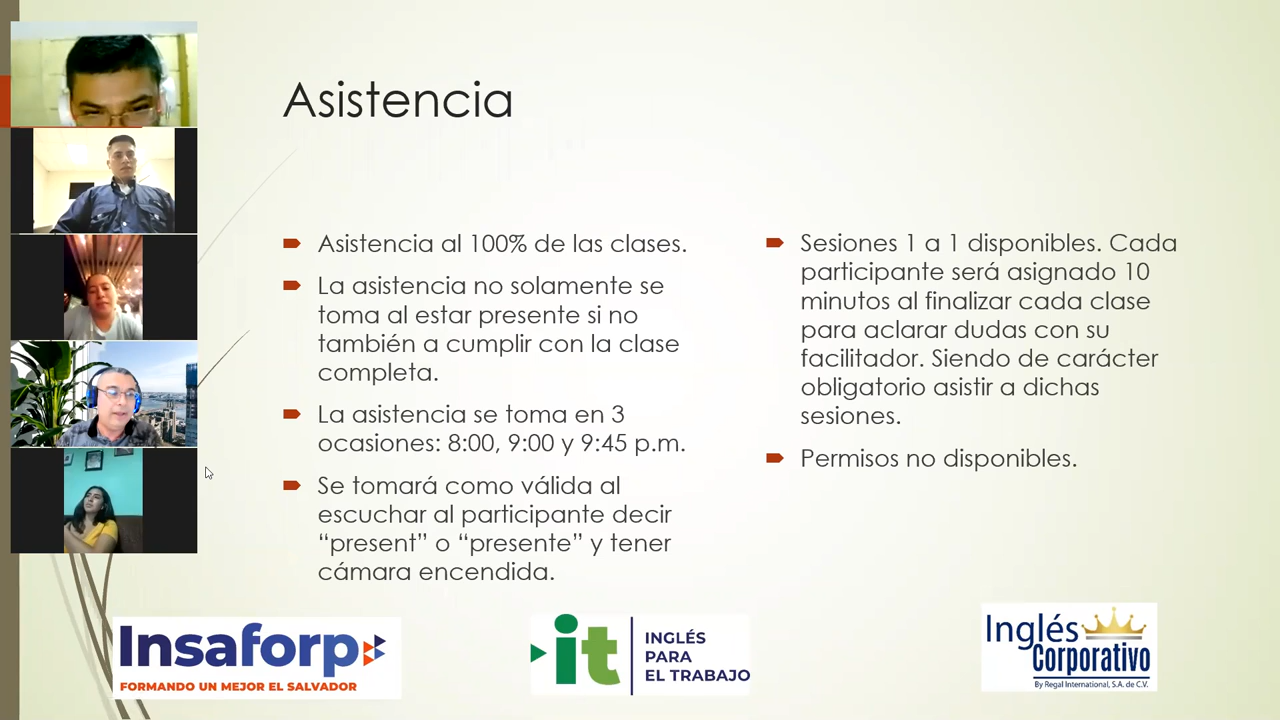 Asistencia
Asistencia al 100% de las clases.
La asistencia no solamente se
toma al estar presente si no
también a cumplir con la clase
completa.
La asistencia se toma en 3
ocasiones: 8:00, 9:00 y 9:45 p.m.
Se tomará como válida al
escuchar al participante decir
“present” o “presente” y tener
cámara encendida.
Sesiones 1 a 1 disponibles. Cada
participante será asignado 10
minutos al finalizar cada clase
para aclarar dudas con su
facilitador. Siendo de carácter
obligatorio asistir a dichas
sesiones.
Permisos no disponibles.
Insaforp
FORMANDO UN MEJOR EL SALVADOR
it
INGLÉS
PARA
EL TRABAJO
Inglés
Corporativo
By Regal International, S.A. de C.V.